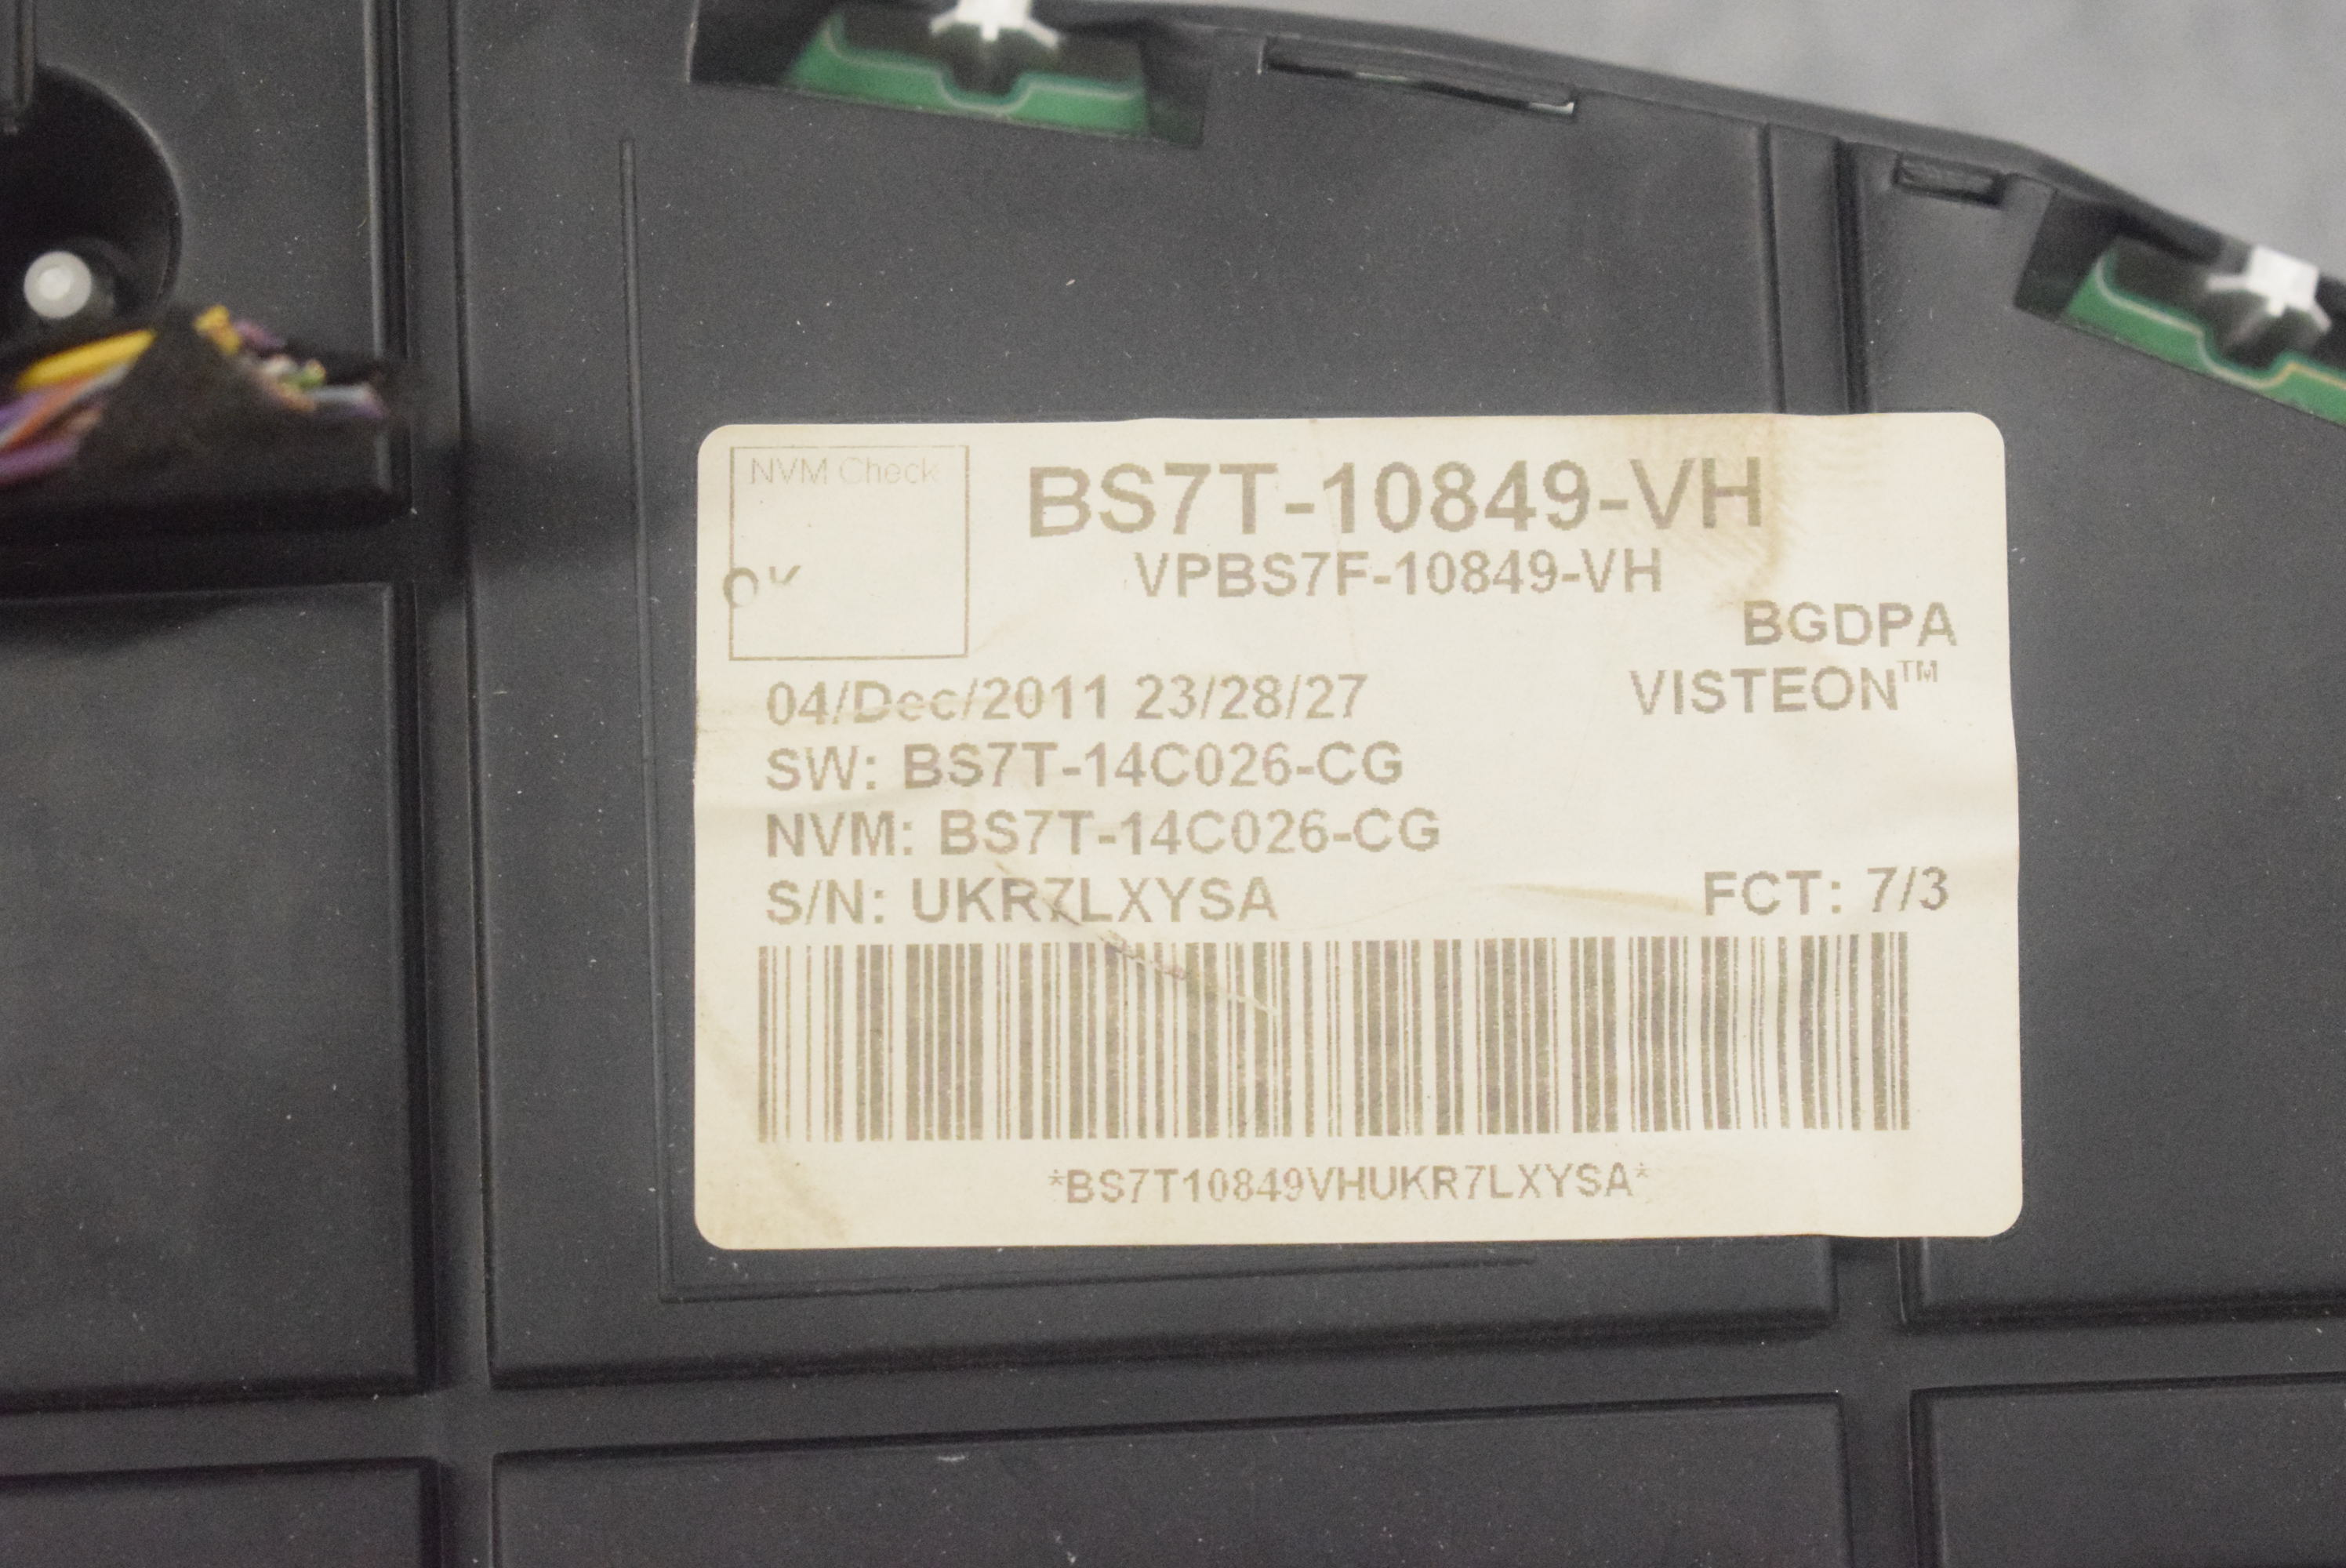 NVM Check
OK
BS7T-10849-VH
VPBS7F-10849-VH
BGDPA
VISTEON™
04/Dec/2011 23/28/27
SW: BS7T-14C026-CG
NVM: BS7T-14C026-CG
S/N: UKR7LXYSA
FCT: 7/3
*BS7T10849VHUKR7LXYSA*